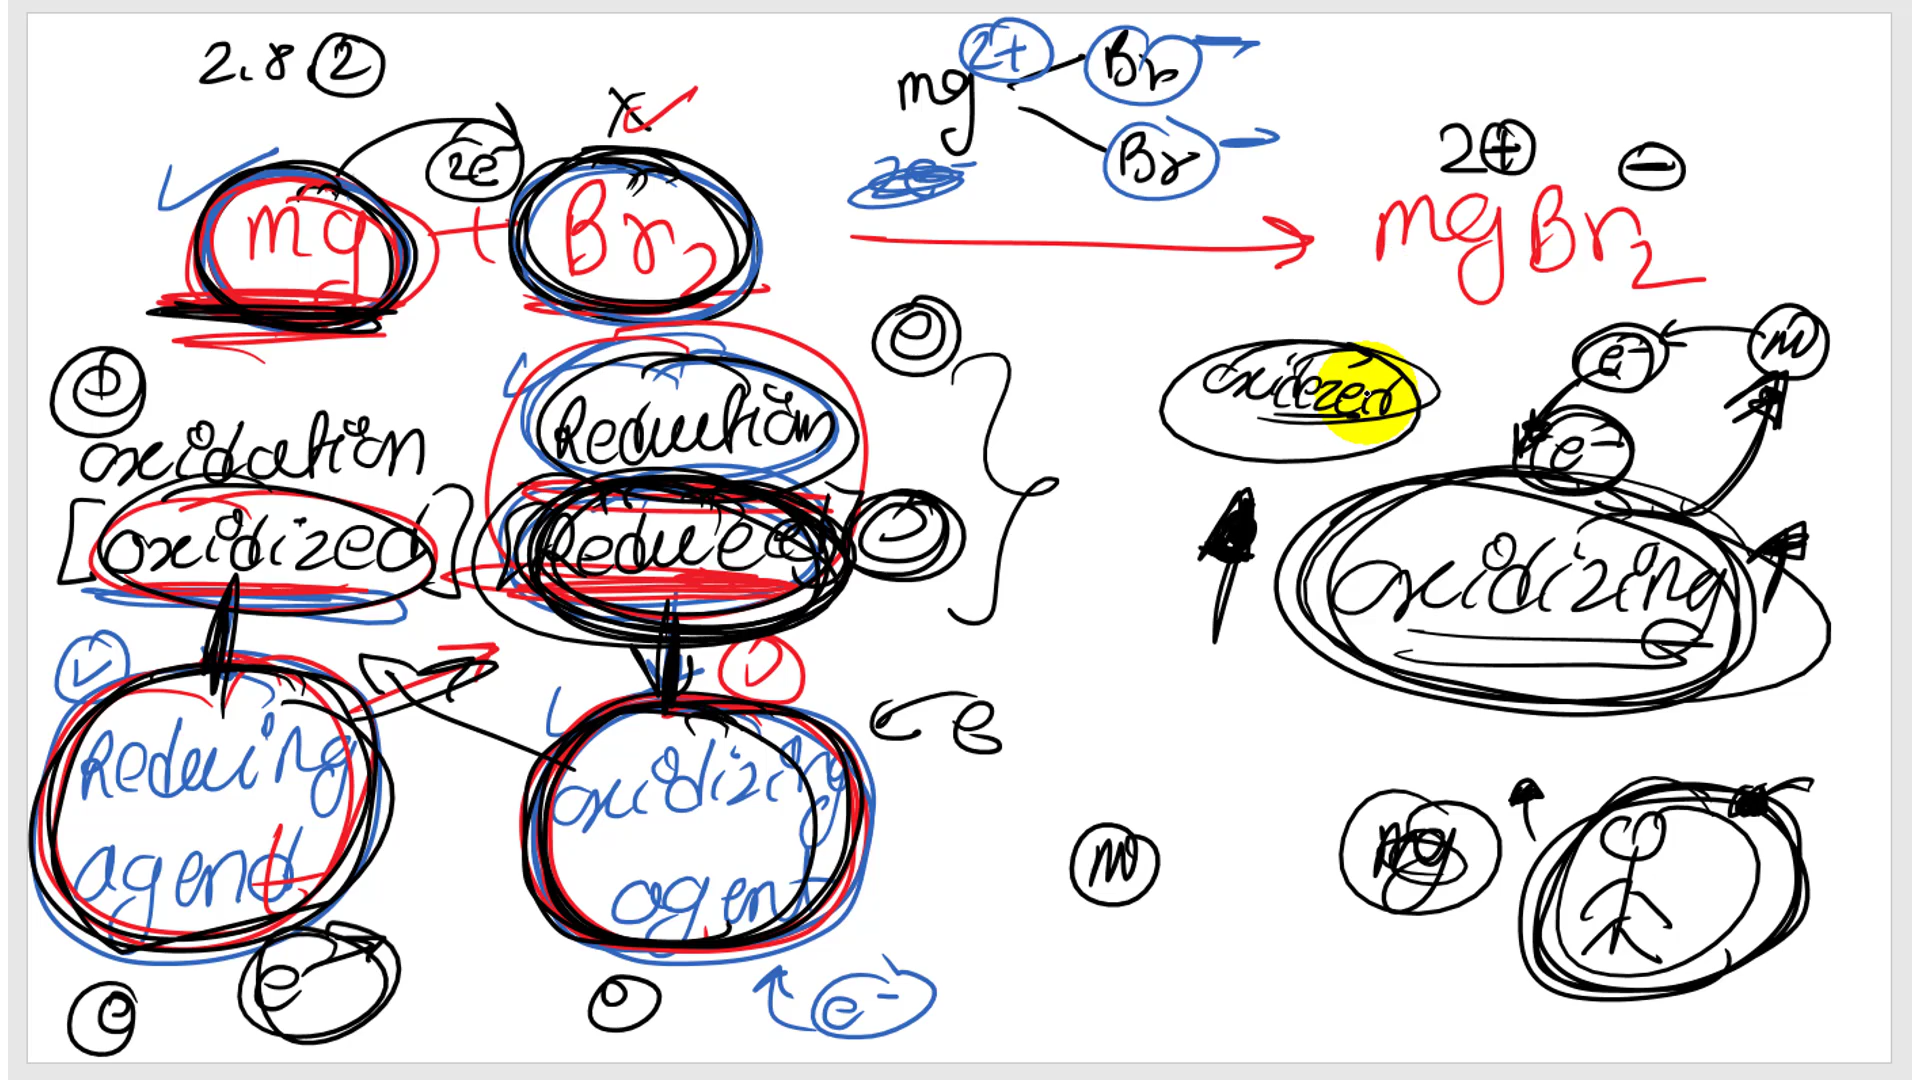 2.8.2
mg 2+ Br –
Br –
x
2e
2+ –
mg + Br2 → mgBr2
e
oxidation
Reduction
oxidized
e-
e-
[oxidized]
Reduced
e
oxidizing
e
Reducing
agent
oxidizing
agent
mg
e
e
e-